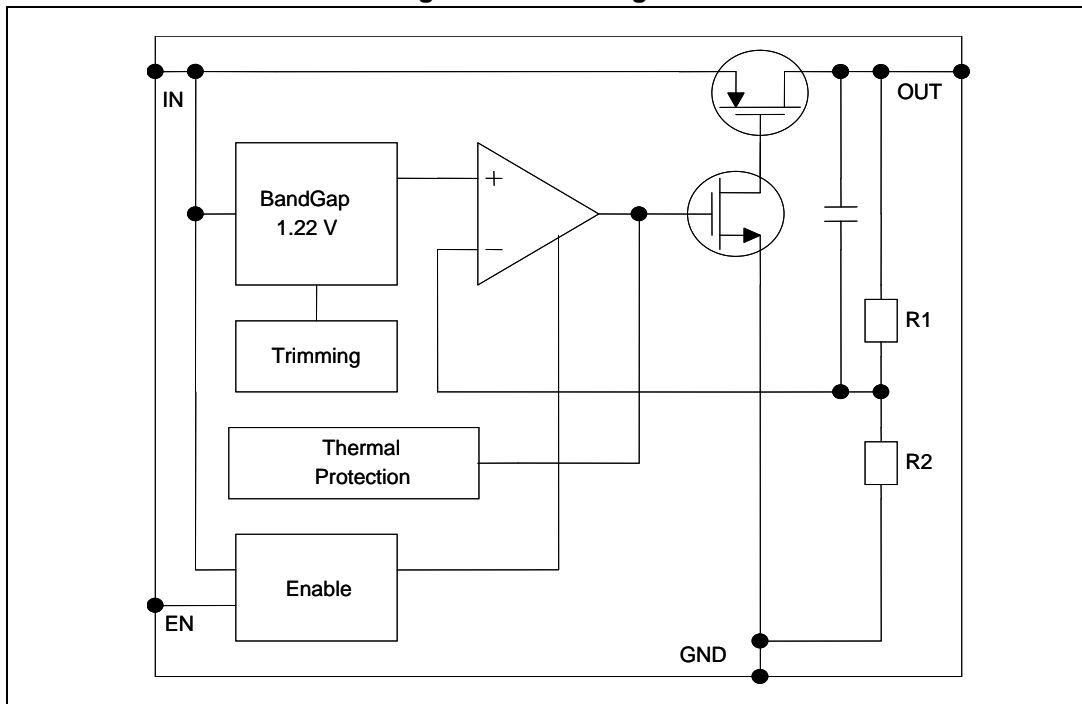 IN
OUT
BandGap
1.22 V
+
−
Trimming
R1
Thermal
Protection
R2
Enable
EN
GND